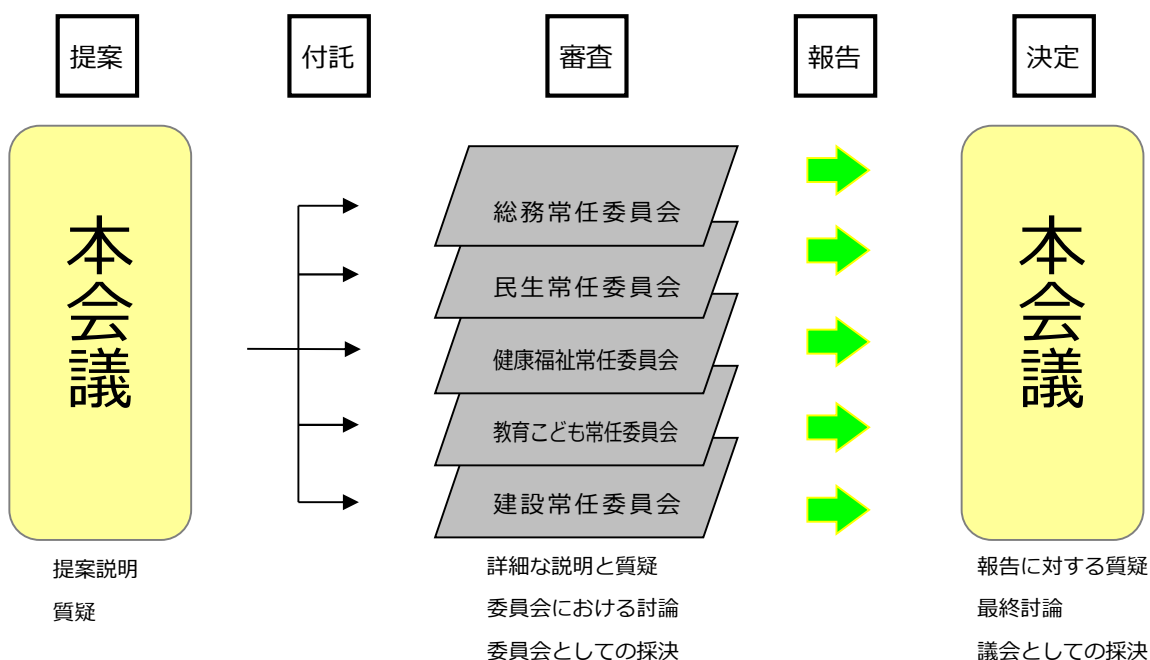 提案
付託
審査
報告
決定
本会議
総務常任委員会
民生常任委員会
健康福祉常任委員会
教育こども常任委員会
建設常任委員会
本会議
提案説明
質疑
詳細な説明と質疑
委員会における討論
委員会としての採決
報告に対する質疑
最終討論
議会としての採決